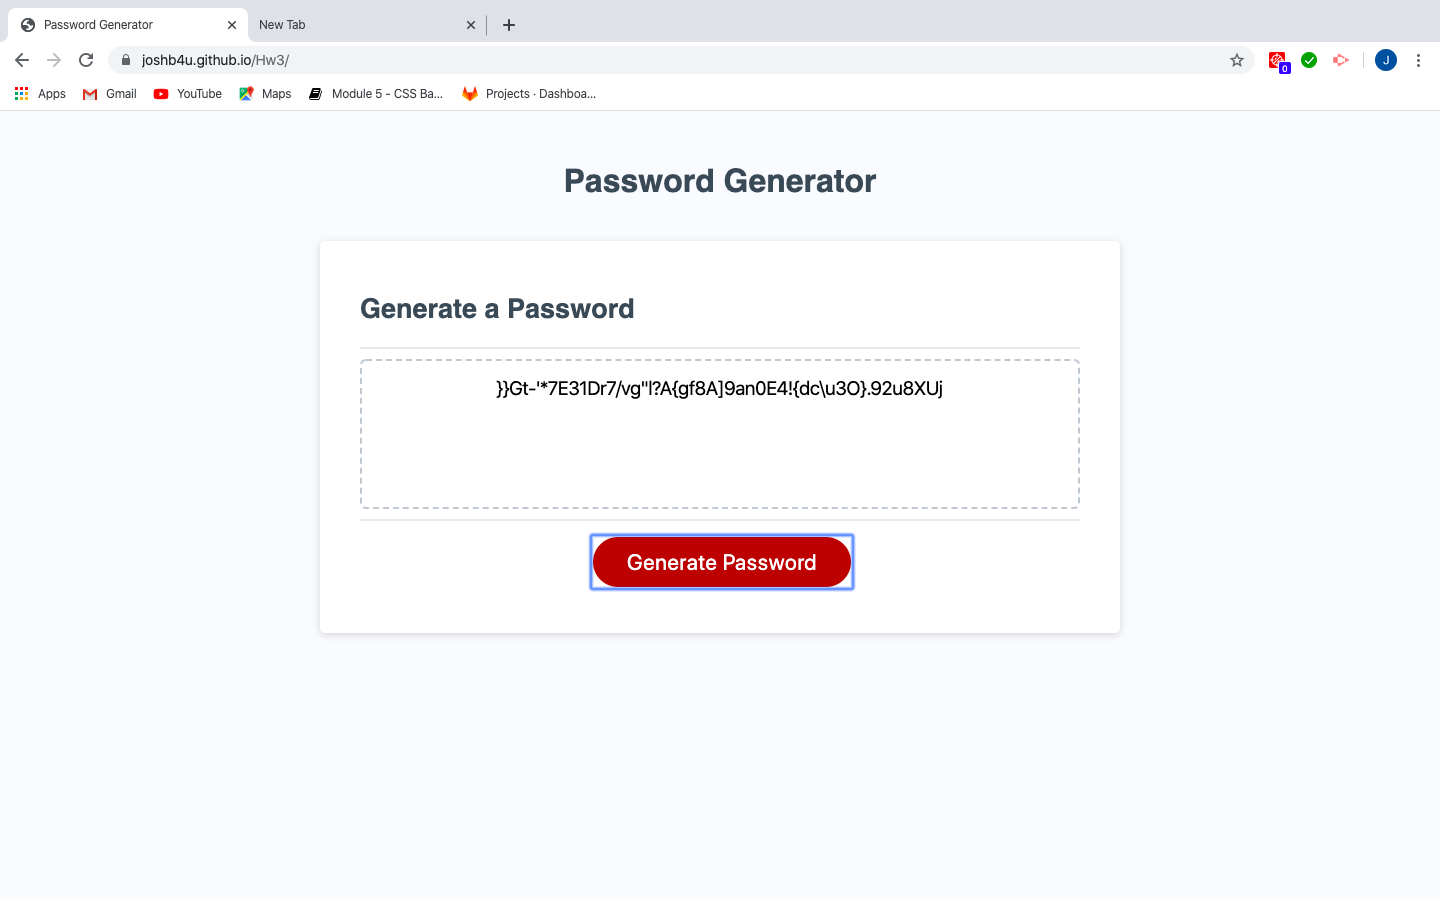 Password Generator
New Tab
joshb4u.github.io/Hw3/
0
J
Apps
Gmail
YouTube
Maps
Module 5 - CSS Ba...
Projects · Dashboa...
Password Generator
Generate a Password
}}Gt-'*7E31Dr7/vg"l?A{gf8A]9an0E4!{dc\u3O}.92u8XUj
Generate Password